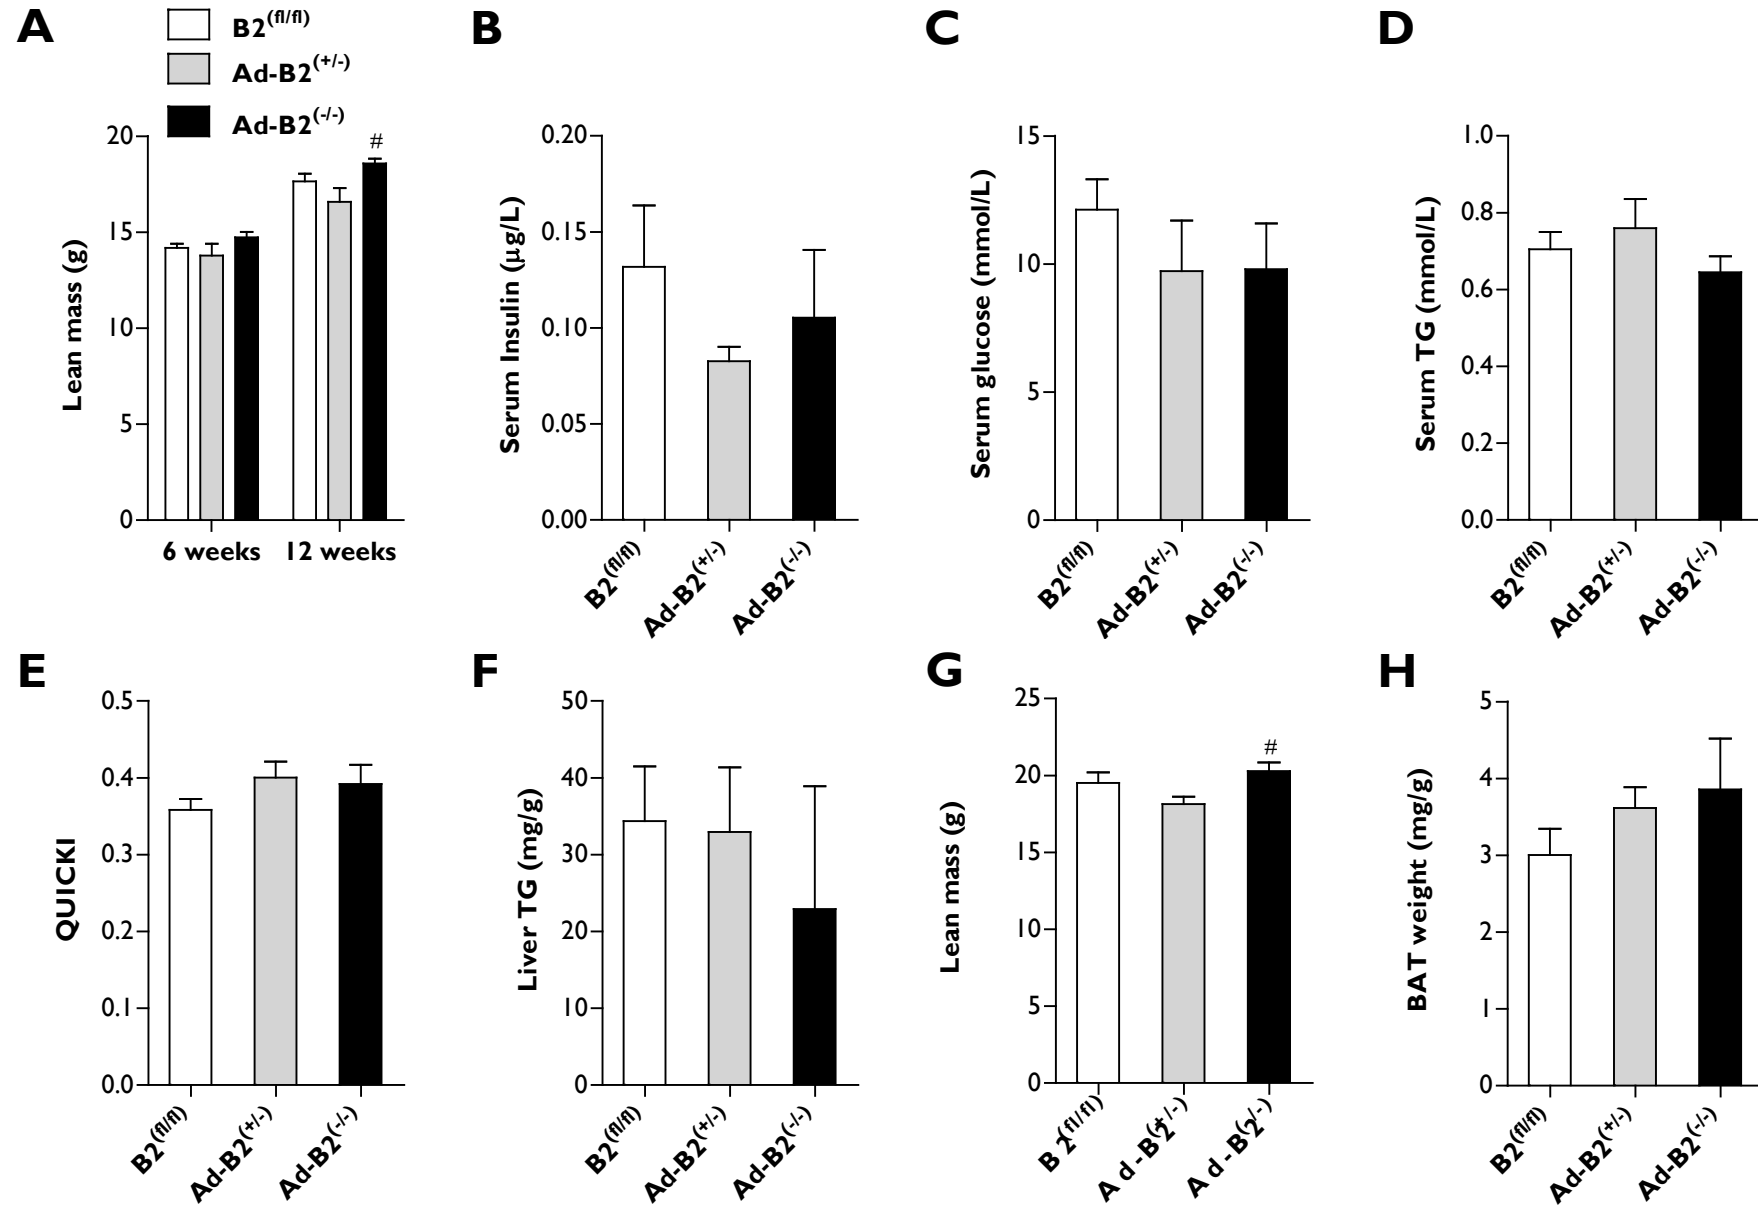 A
B2(fl/fl)
Ad-B2(+/-)
Ad-B2(-/-)
Lean mass (g)
20
15
10
5
0
#
6 weeks
12 weeks
B
Serum Insulin (μg/L)
0.20
0.15
0.10
0.05
0.00
B2(fl/fl)
Ad-B2(+/-)
Ad-B2(-/-)
C
Serum glucose (mmol/L)
15
10
5
0
B2(fl/fl)
Ad-B2(+/-)
Ad-B2(-/-)
D
Serum TG (mmol/L)
1.0
0.8
0.6
0.4
0.2
0.0
B2(fl/fl)
Ad-B2(+/-)
Ad-B2(-/-)
E
QUICKI
0.5
0.4
0.3
0.2
0.1
0.0
B2(fl/fl)
Ad-B2(+/-)
Ad-B2(-/-)
F
Liver TG (mg/g)
50
40
30
20
10
0
B2(fl/fl)
Ad-B2(+/-)
Ad-B2(-/-)
G
Lean mass (g)
25
20
15
10
5
0
#
B2(fl/fl)
Ad-B2(+/-)
Ad-B2(-/-)
H
BAT weight (mg/g)
5
4
3
2
1
0
B2(fl/fl)
Ad-B2(+/-)
Ad-B2(-/-)